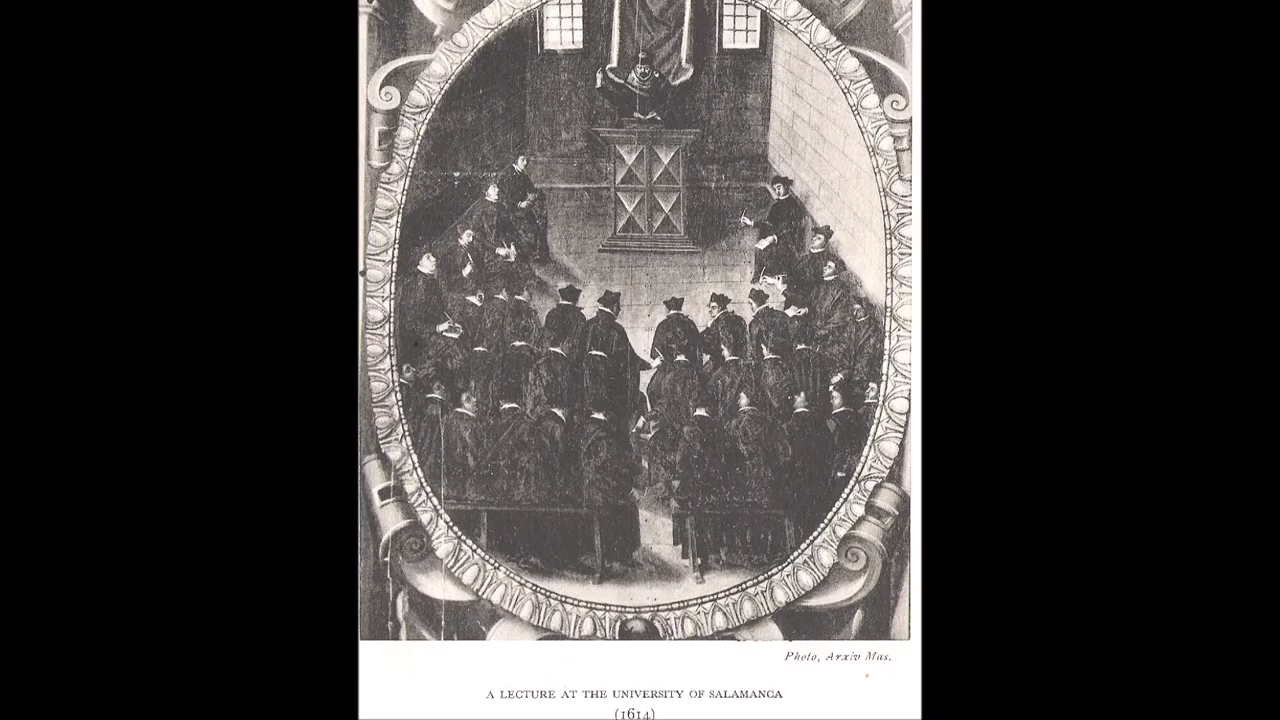 Photo, Arxiv Mas.
A LECTURE AT THE UNIVERSITY OF SALAMANCA
(1614)